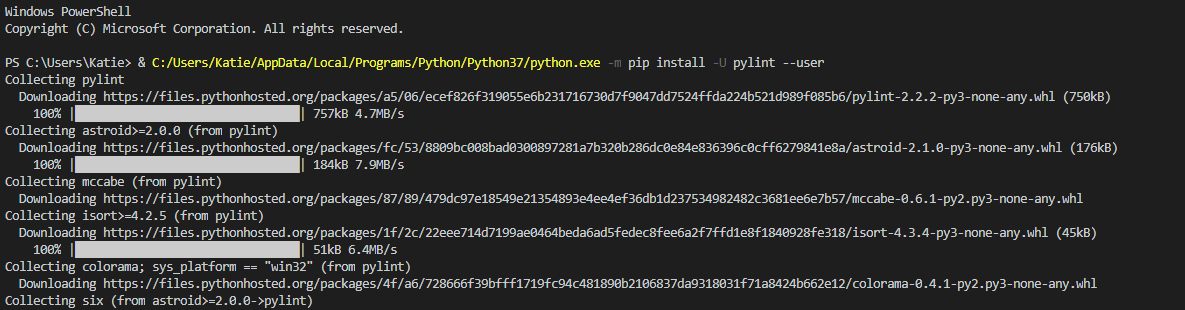 Windows PowerShell
Copyright (C) Microsoft Corporation. All rights reserved.
PS C:\Users\Katie> & C:/Users/Katie/AppData/Local/Programs/Python/Python37/python.exe -m pip install -U pylint --user
Collecting pylint
  Downloading https://files.pythonhosted.org/packages/a5/06/ecef826f319055e6b231716730d7f9047dd7524ffda224b521d989f085b6/pylint-2.2.2-py3-none-any.whl (750kB)
    100% |████████████████████████████████| 757kB 4.7MB/s
Collecting astroid>=2.0.0 (from pylint)
  Downloading https://files.pythonhosted.org/packages/fc/53/8809bc008bad0300897281a7b320b286dc0e84e836396c0cff6279841e8a/astroid-2.1.0-py3-none-any.whl (176kB)
    100% |████████████████████████████████| 184kB 7.9MB/s
Collecting mccabe (from pylint)
  Downloading https://files.pythonhosted.org/packages/87/89/479dc97e18549e21354893e4ee4ef36db1d237534982482c3681ee6e7b57/mccabe-0.6.1-py2.py3-none-any.whl
Collecting isort>=4.2.5 (from pylint)
  Downloading https://files.pythonhosted.org/packages/1f/2c/22eee714d7199ae0464beda6ad5fedec8fee6a2f7ffd1e8f1840928fe318/isort-4.3.4-py3-none-any.whl (45kB)
    100% |████████████████████████████████| 51kB 6.4MB/s
Collecting colorama; sys_platform == "win32" (from pylint)
  Downloading https://files.pythonhosted.org/packages/4f/a6/728666f39bfff1719fc94c481890b2106837da9318031f71a8424b662e12/colorama-0.4.1-py2.py3-none-any.whl
Collecting six (from astroid>=2.0.0->pylint)